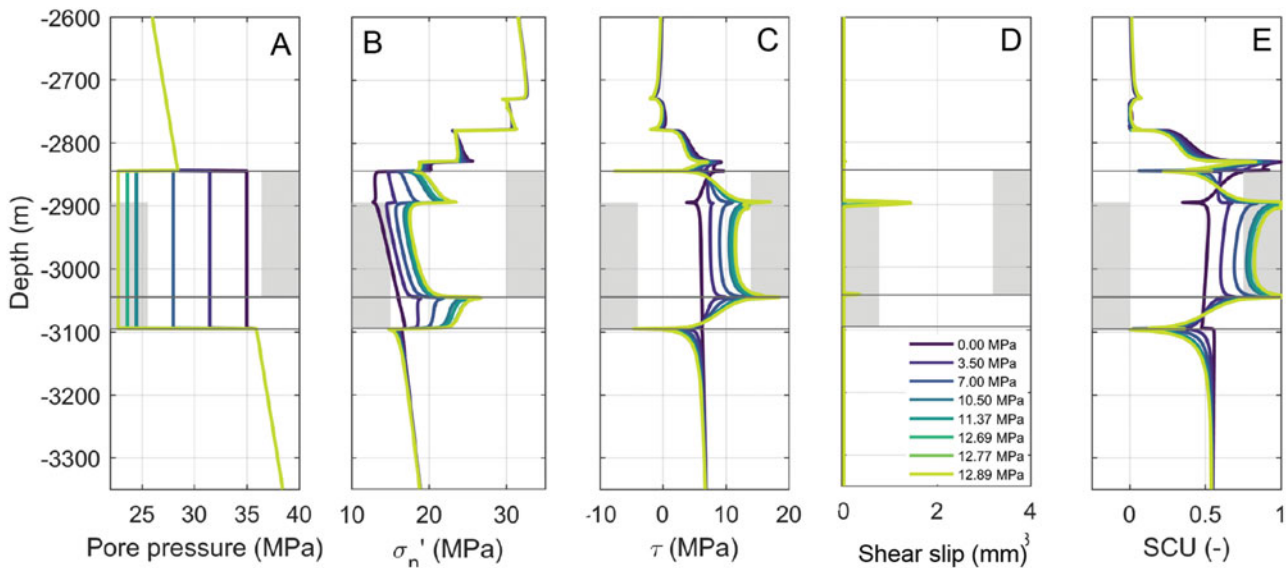 A
B
C
D
E
-2600
-2700
-2800
-2900
-3000
-3100
-3200
-3300
Depth (m)
25 30 35 40
10 20 30
-10 0 10 20
0 2 4
0 0.5 1
Pore pressure (MPa)
σn' (MPa)
τ (MPa)
Shear slip (mm)3
SCU (-)
0.00 MPa
3.50 MPa
7.00 MPa
10.50 MPa
11.37 MPa
12.69 MPa
12.77 MPa
12.89 MPa